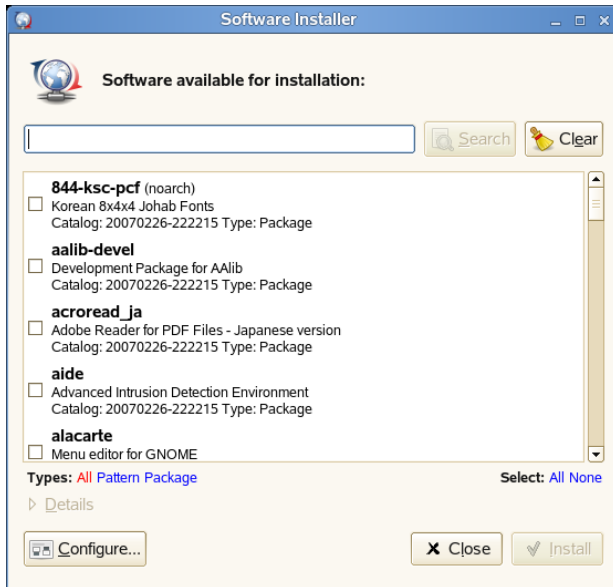 Software Installer
Software available for installation:
Search
Clear
844-ksc-pcf (noarch)
Korean 8x4x4 Johab Fonts
Catalog: 20070226-222215 Type: Package
aalib-devel
Development Package for AAlib
Catalog: 20070226-222215 Type: Package
acroread_ja
Adobe Reader for PDF Files - Japanese version
Catalog: 20070226-222215 Type: Package
aide
Advanced Intrusion Detection Environment
Catalog: 20070226-222215 Type: Package
alacarte
Menu editor for GNOME
Types: All Pattern Package
Select: All None
Details
Configure...
Close
Install